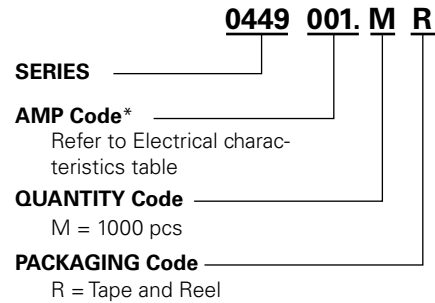 0449 001. M R
SERIES
AMP Code*
Refer to Electrical charac-
teristics table
QUANTITY Code
M = 1000 pcs
PACKAGING Code
R = Tape and Reel